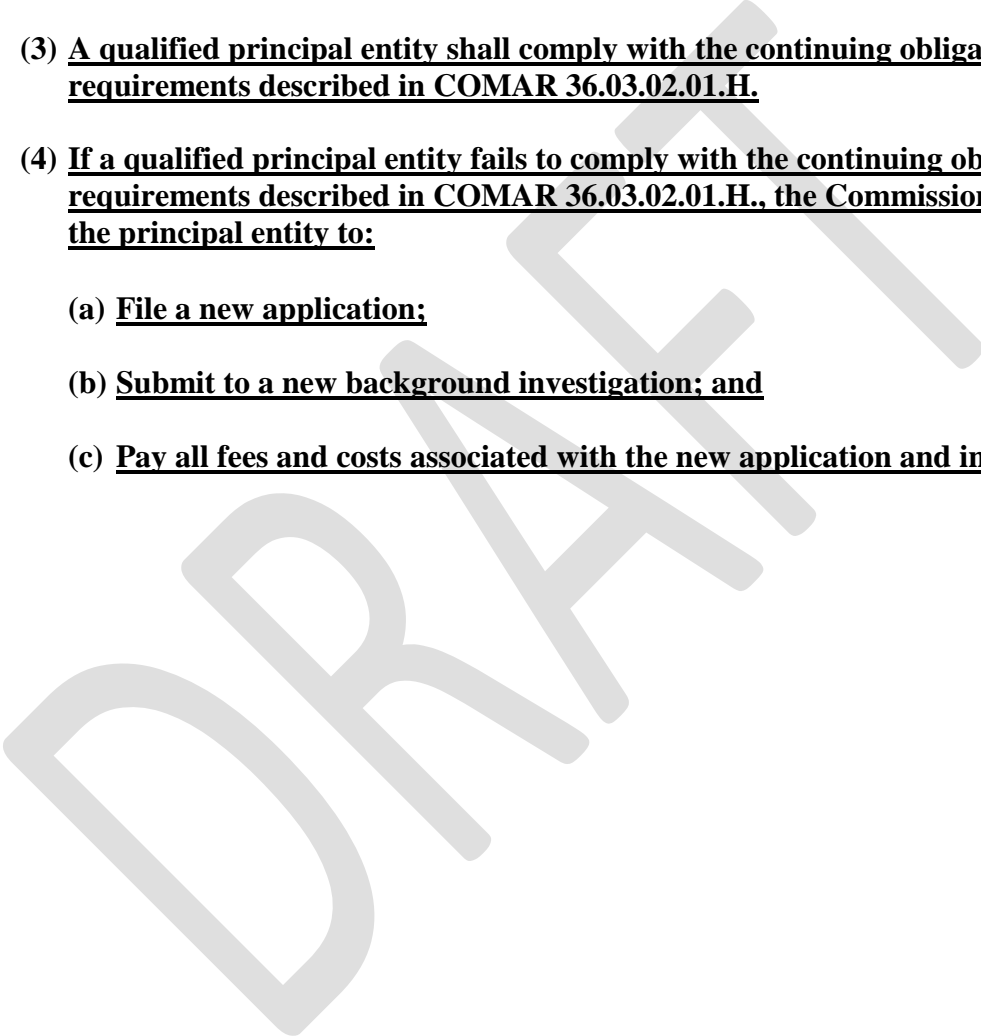 (3) A qualified principal entity shall comply with the continuing
requirements described in COMAR 36.03.02.01.H.
(4) If a qualified principal entity fails to comply with the continuing
requirements described in COMAR 36.03.02.01.H., the Commission
the principal entity to:
(a) File a new application;
(b) Submit to a new background investigation; and
(c) Pay all fees and costs associated with the new application and
DRAFT